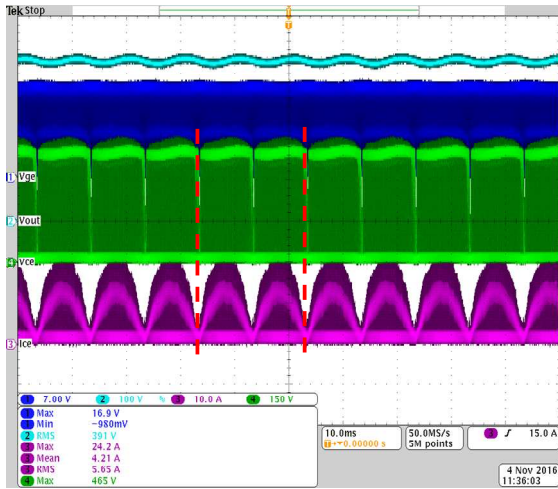 Tek Stop
T
T
1 Vge
2 Vout
4 Vce
3 Ice
1 7.00 V 2 100 V % 3 10.0 A 4 150 V
1 Max 16.9 V
1 Min -980mV
2 RMS 391 V
3 Max 24.2 A
3 Mean 4.21 A
3 RMS 5.65 A
4 Max 465 V
10.0ms
T→▼0.00000 s
50.0MS/s
5M points
3 ∫ 15.0 A
4 Nov 2016
11:36:03